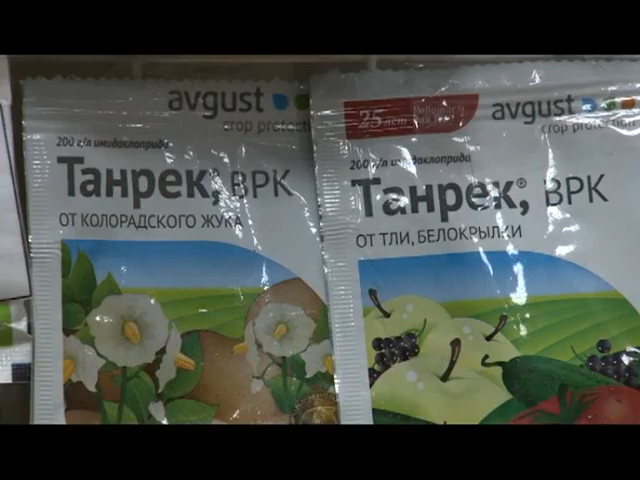 avgust
crop protection
200 г/л имидаклоприда
Танрек, ВРК
ОТ КОЛОРАДСКОГО ЖУКА
25 лет
avgust
crop protection
200 г/л имидаклоприда
Танрек®, ВРК
ОТ ТЛИ, БЕЛОКРЫЛКИ